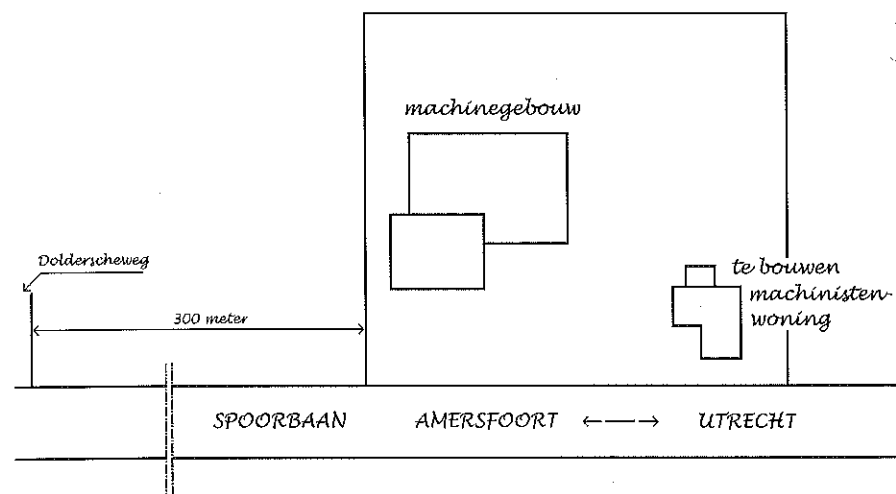 machinegebouw
Dolderscheweg
te bouwen
machinisten-
woning
300 meter
SPOORBAAN AMERSFOORT UTRECHT